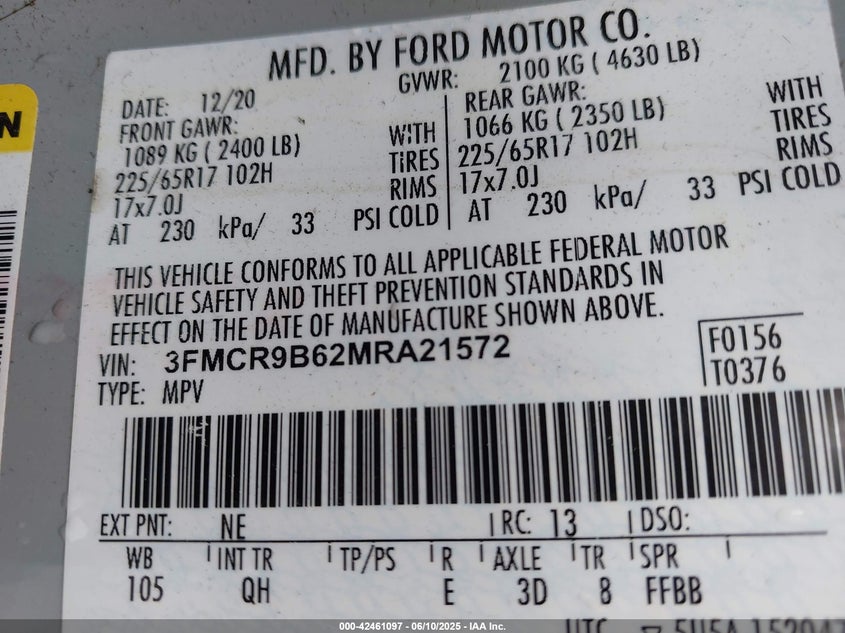 MFD. BY FORD MOTOR CO.
DATE: 12/20 GVWR: 2100 KG ( 4630 LB)
FRONT GAWR: REAR GAWR:
1089 KG ( 2400 LB) WITH 1066 KG ( 2350 LB) WITH
225/65R17 102H TIRES 225/65R17 102H TIRES
17x7.0J RIMS 17x7.0J RIMS
AT 230 kPa/ 33 PSI COLD AT 230 kPa/ 33 PSI COLD
THIS VEHICLE CONFORMS TO ALL APPLICABLE FEDERAL MOTOR
VEHICLE SAFETY AND THEFT PREVENTION STANDARDS IN
EFFECT ON THE DATE OF MANUFACTURE SHOWN ABOVE.
VIN: 3FMCR9B62MRA21572 F0156
TYPE: MPV T0376
EXT PNT: NE RC: 13 DSO:
WB INT TR TP/PS R AXLE TR SPR
105 QH E 3D 8 FFBB
UTC
N
000-42461097 - 06/10/2025 - IAA Inc.